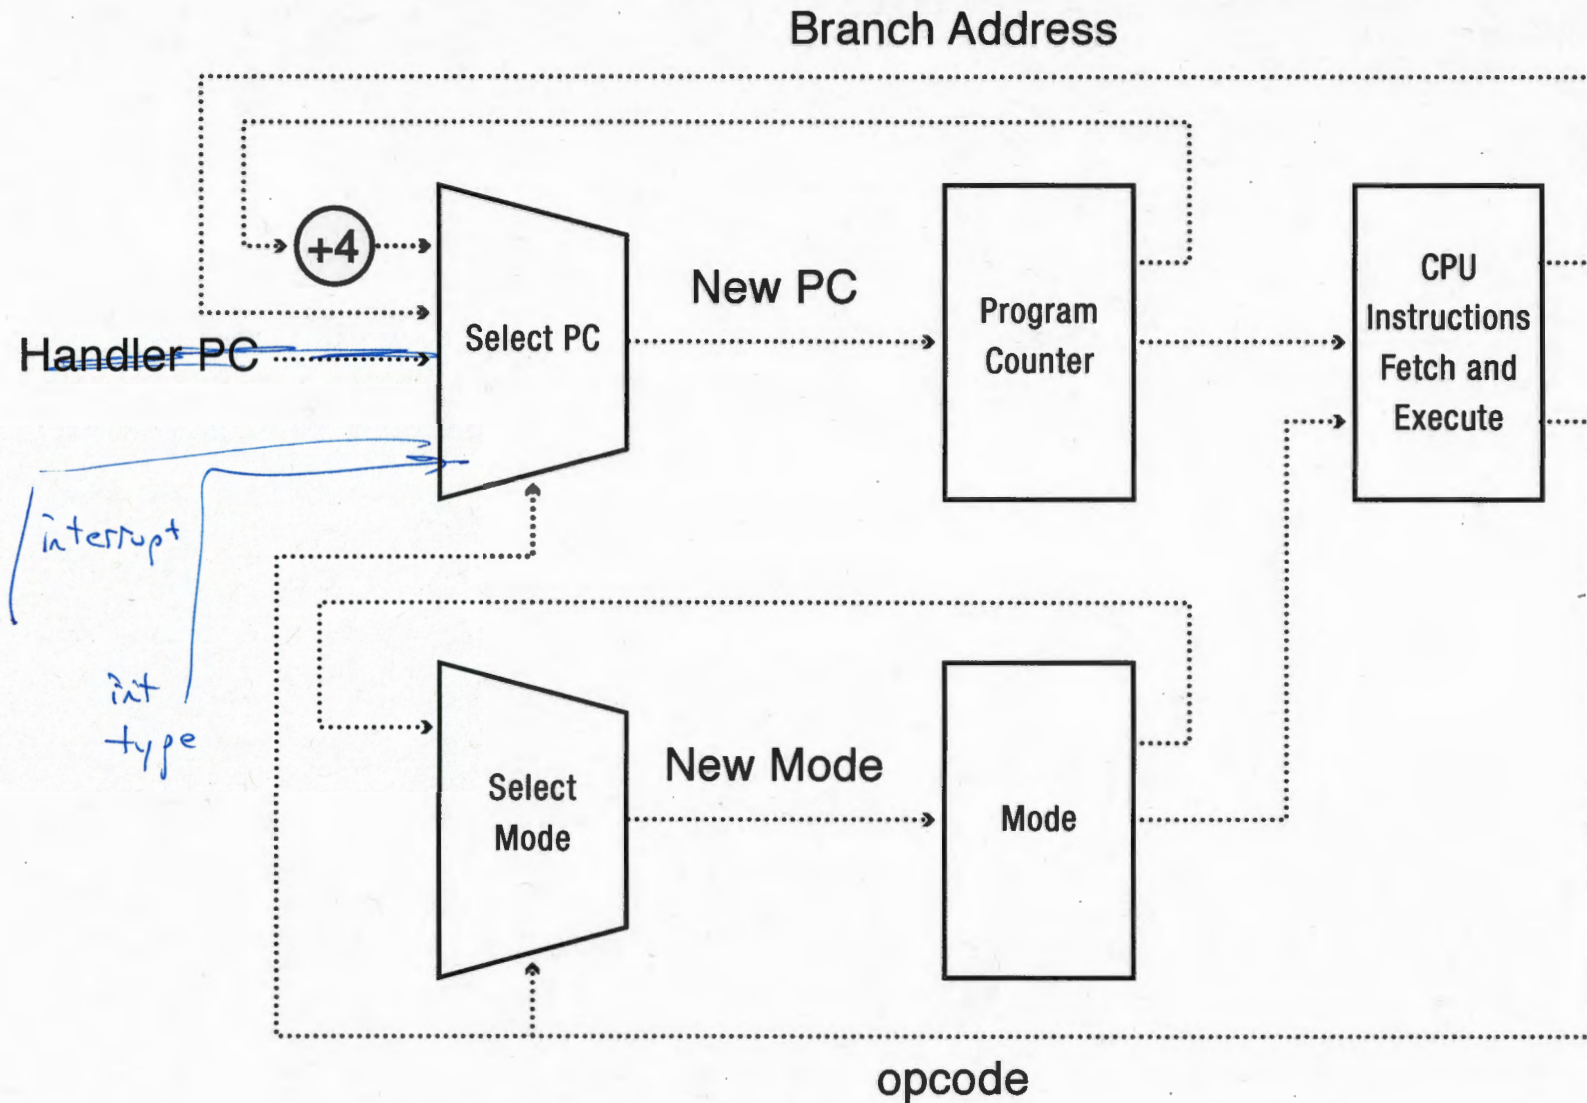 Branch Address
+4
Select PC
New PC
Program
Counter
CPU
Instructions
Fetch and
Execute
Handler PC
interrupt
int
type
Select
Mode
New Mode
Mode
opcode